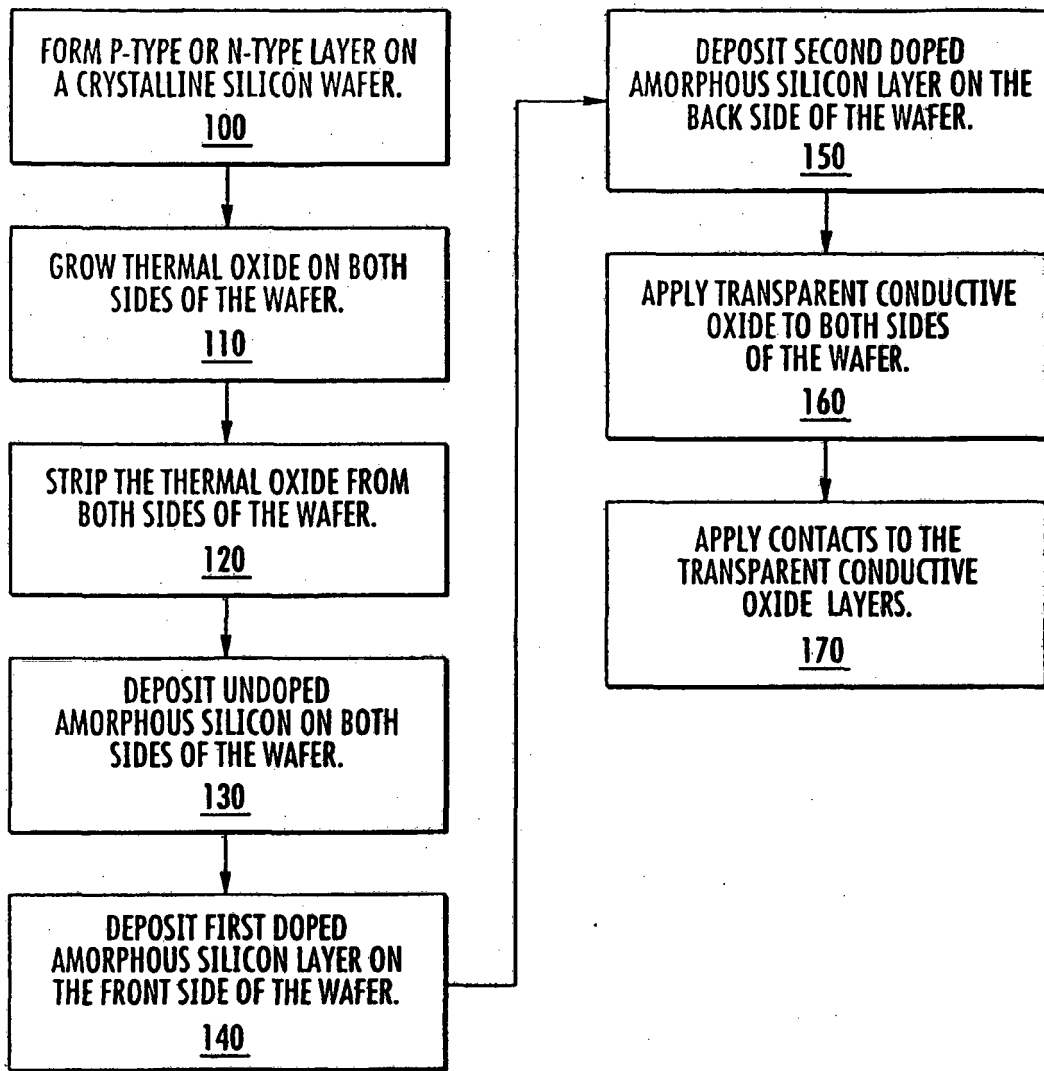 FORM P-TYPE OR N-TYPE LAYER ON
A CRYSTALLINE SILICON WAFER.
100
GROW THERMAL OXIDE ON BOTH
SIDES OF THE WAFER.
110
STRIP THE THERMAL OXIDE FROM
BOTH SIDES OF THE WAFER.
120
DEPOSIT UNDOPED
AMORPHOUS SILICON ON BOTH
SIDES OF THE WAFER.
130
DEPOSIT FIRST DOPED
AMORPHOUS SILICON LAYER ON
THE FRONT SIDE OF THE WAFER.
140
DEPOSIT SECOND DOPED
AMORPHOUS SILICON LAYER ON THE
BACK SIDE OF THE WAFER.
150
APPLY TRANSPARENT CONDUCTIVE
OXIDE TO BOTH SIDES
OF THE WAFER.
160
APPLY CONTACTS TO THE
TRANSPARENT CONDUCTIVE
OXIDE LAYERS.
170